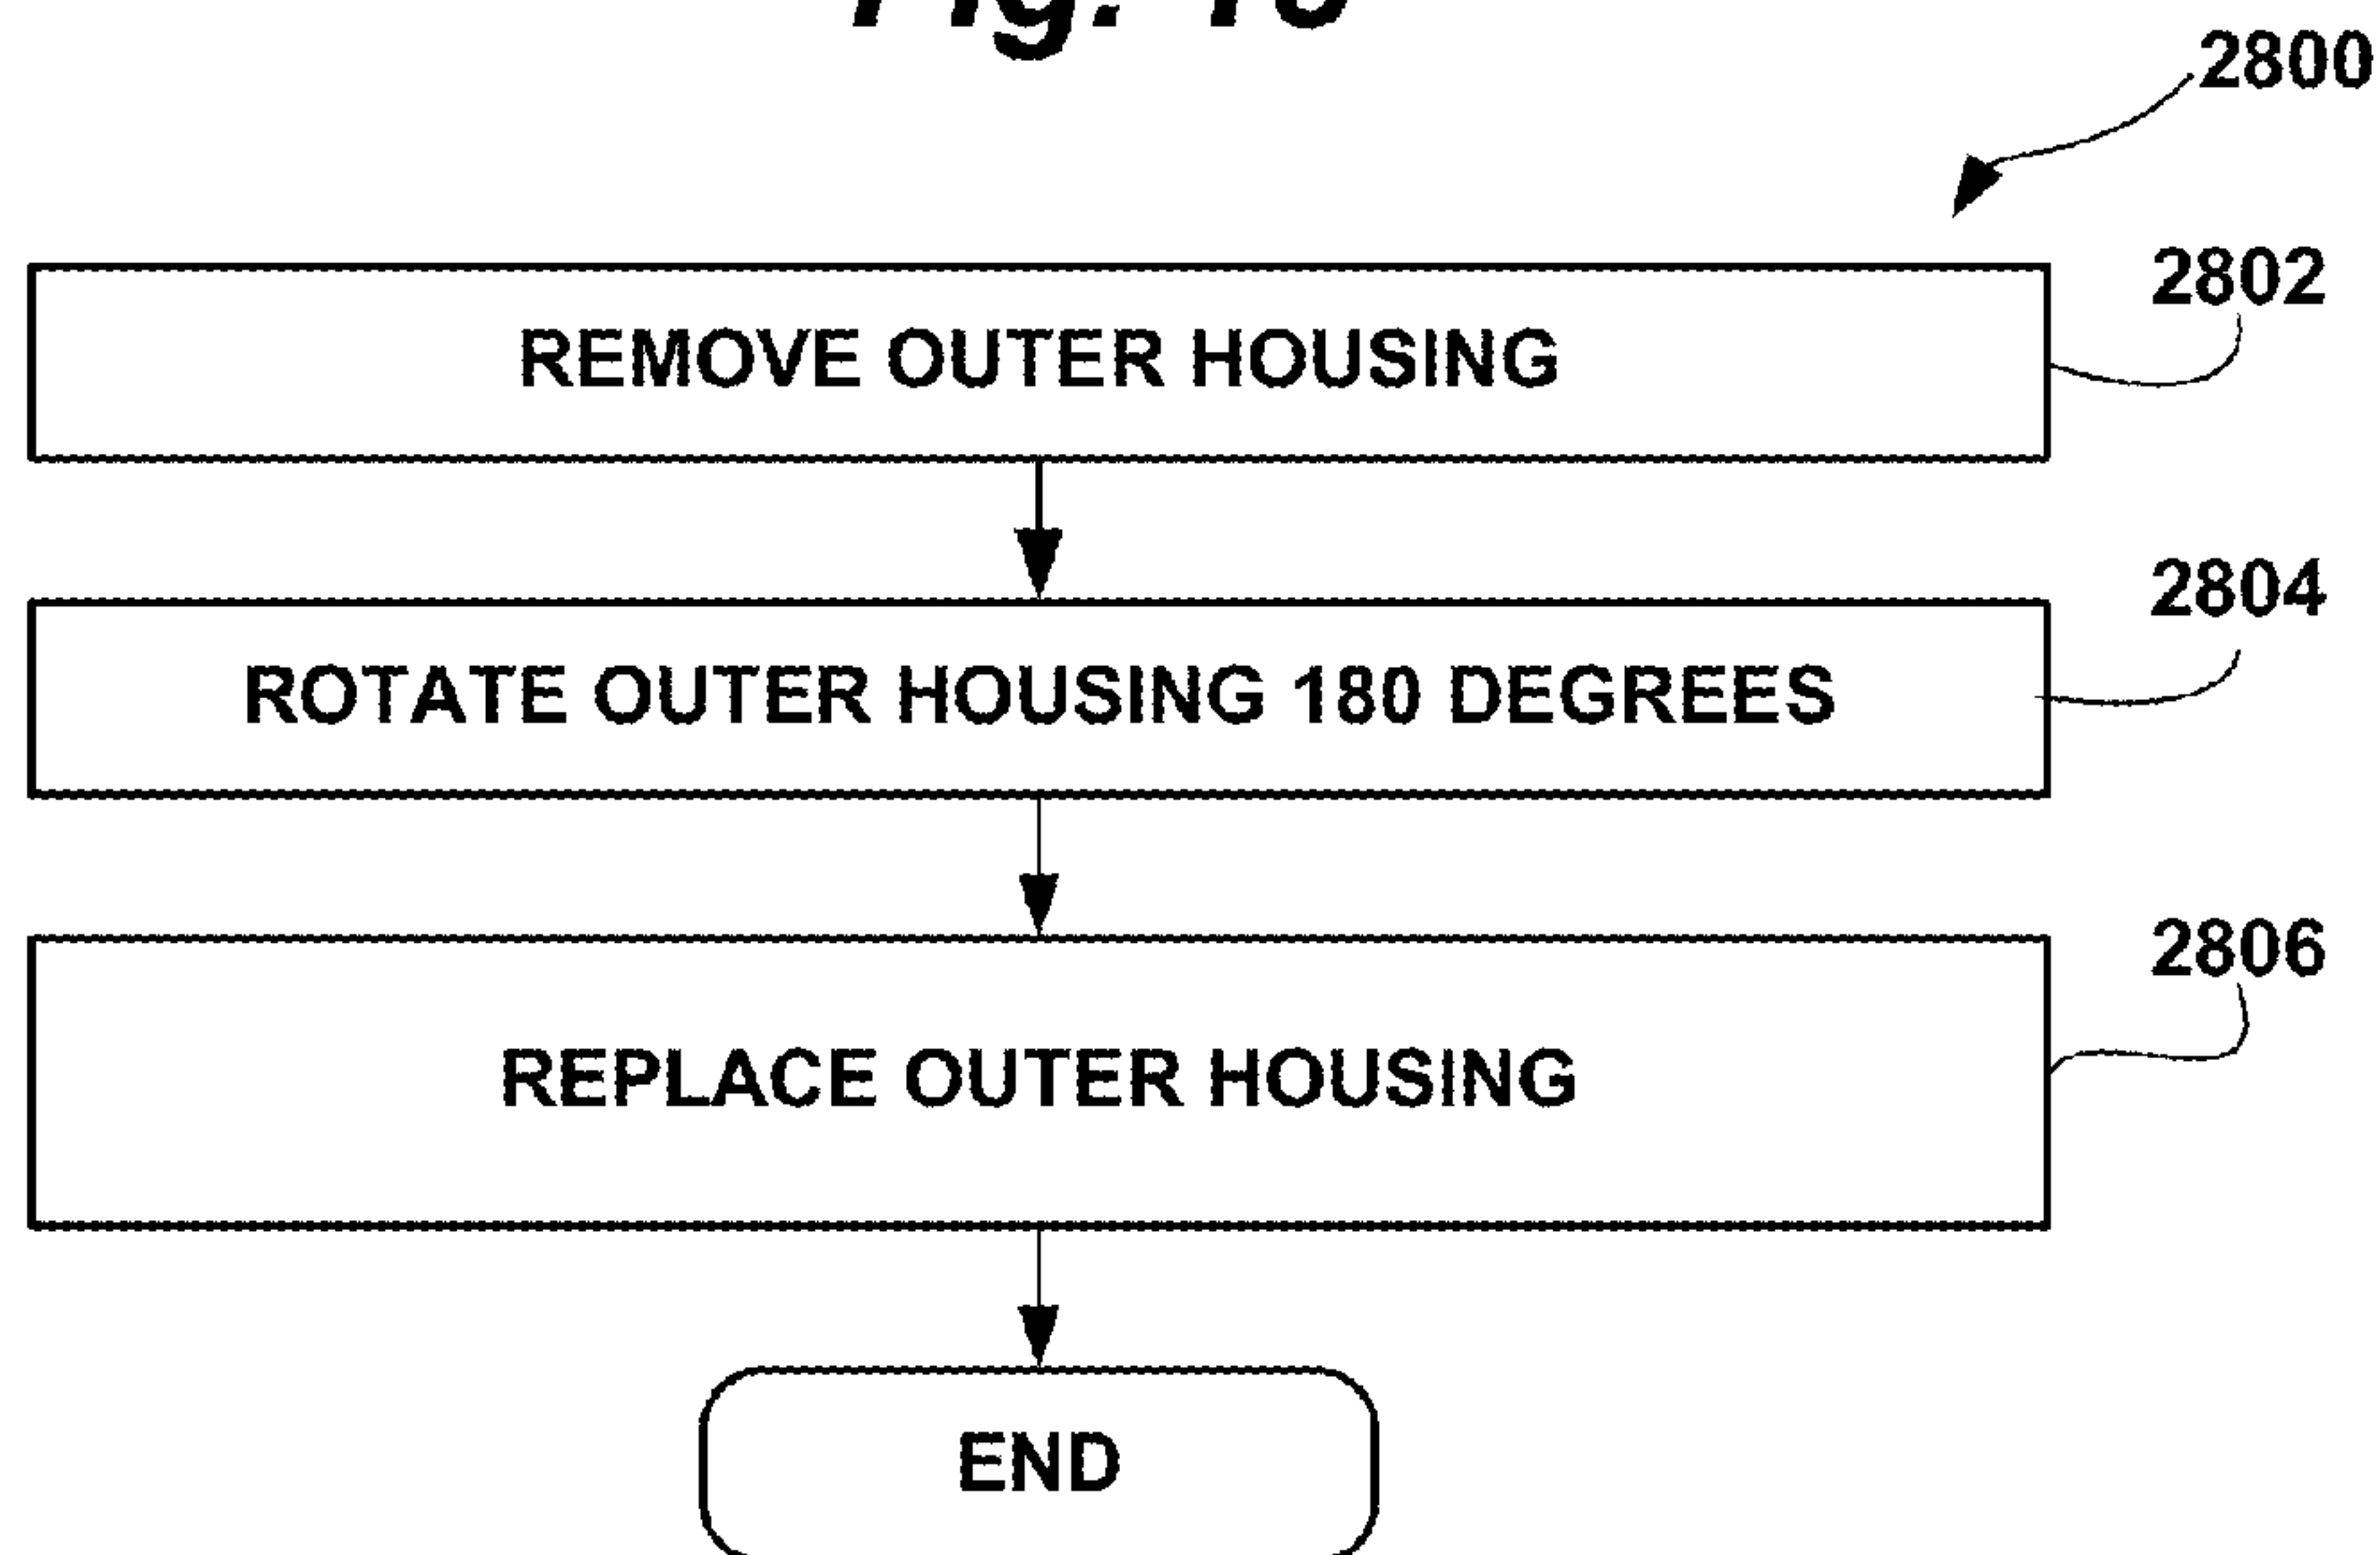 2800
2802
REMOVE OUTER HOUSING
2804
ROTATE OUTER HOUSING 180 DEGREES
2806
REPLACE OUTER HOUSING
END